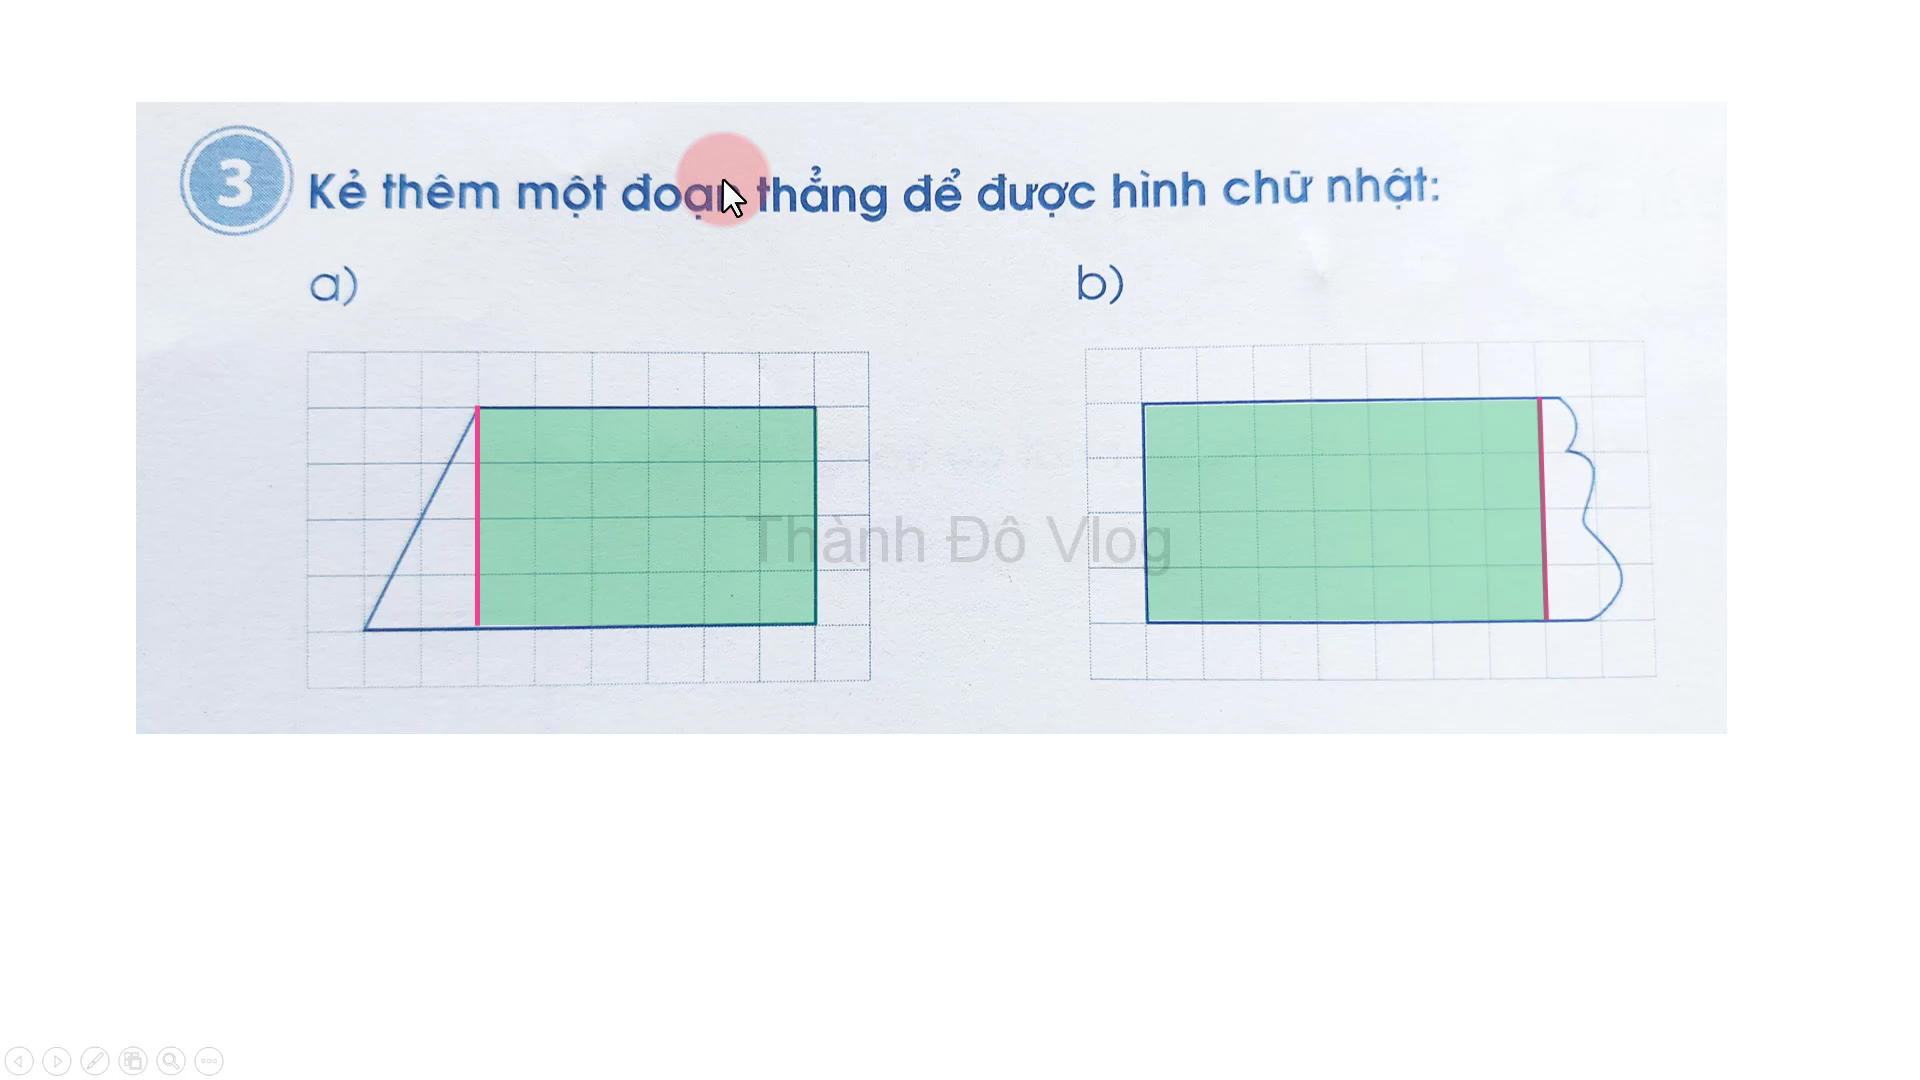 3
Kẻ thêm một đoạn thẳng để được hình chữ nhật:
a)
b)
Thành Đô Vlog